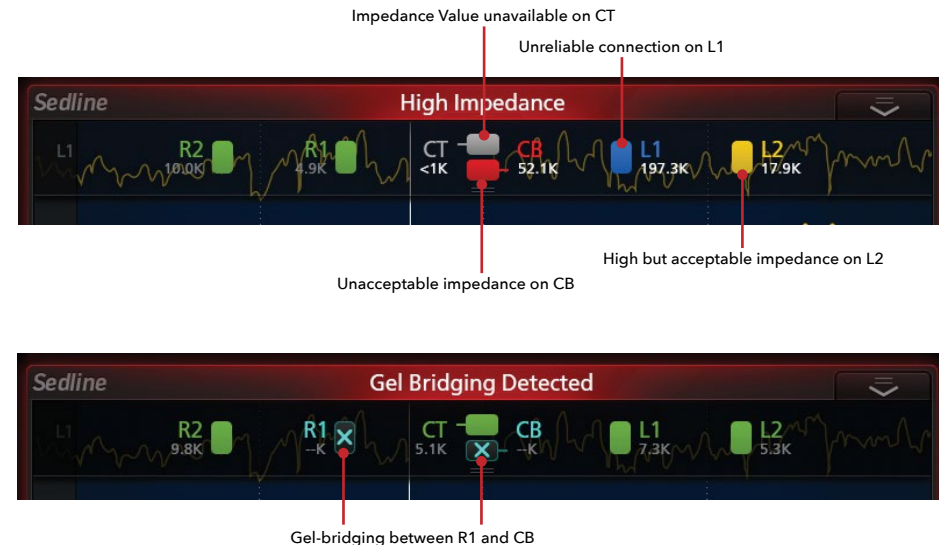 Impedance Value unavailable on CT
Unreliable connection on L1
Sedline High Impedance
L1 R2 R1 CT CB L1 L2
10.0K 4.9K <1K 52.1K 197.3K 17.9K
High but acceptable impedance on L2
Unacceptable impedance on CB
Sedline Gel Bridging Detected
L1 R2 R1 CT CB L1 L2
9.8K --K 5.1K --K 7.3K 5.3K
Gel-bridging between R1 and CB